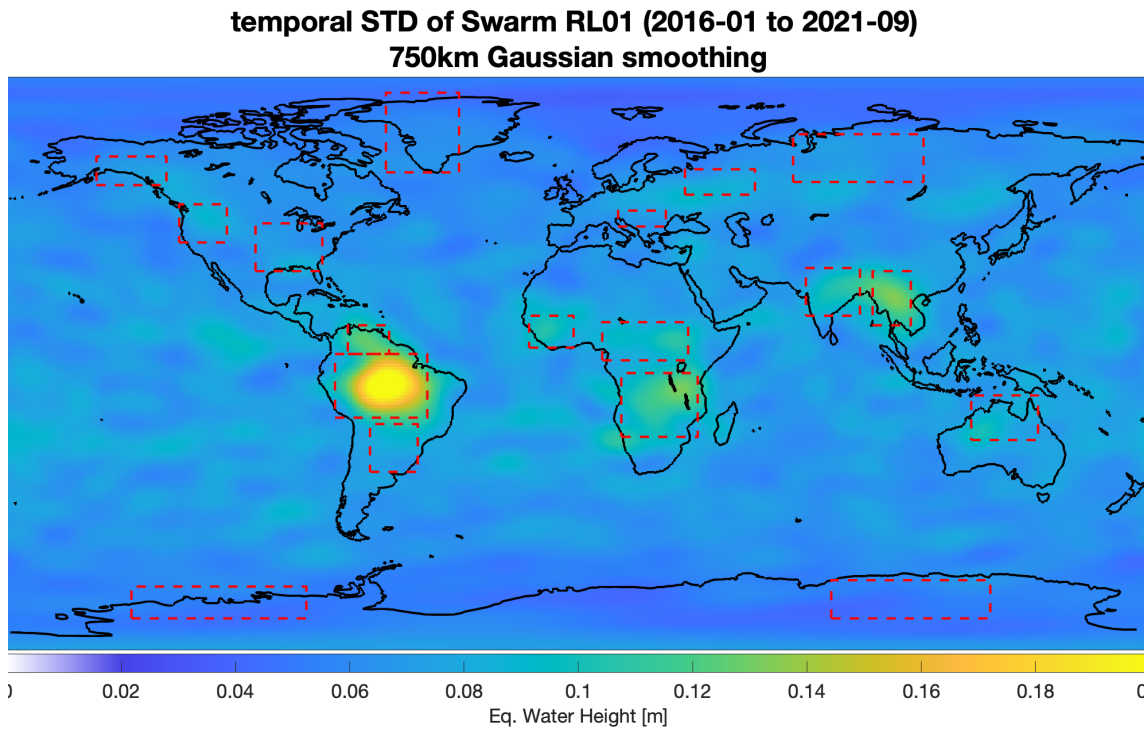 temporal STD of Swarm RL01 (2016-01 to 2021-09)
750km Gaussian smoothing
0.02 0.04 0.06 0.08 0.1 0.12 0.14 0.16 0.18
Eq. Water Height [m]